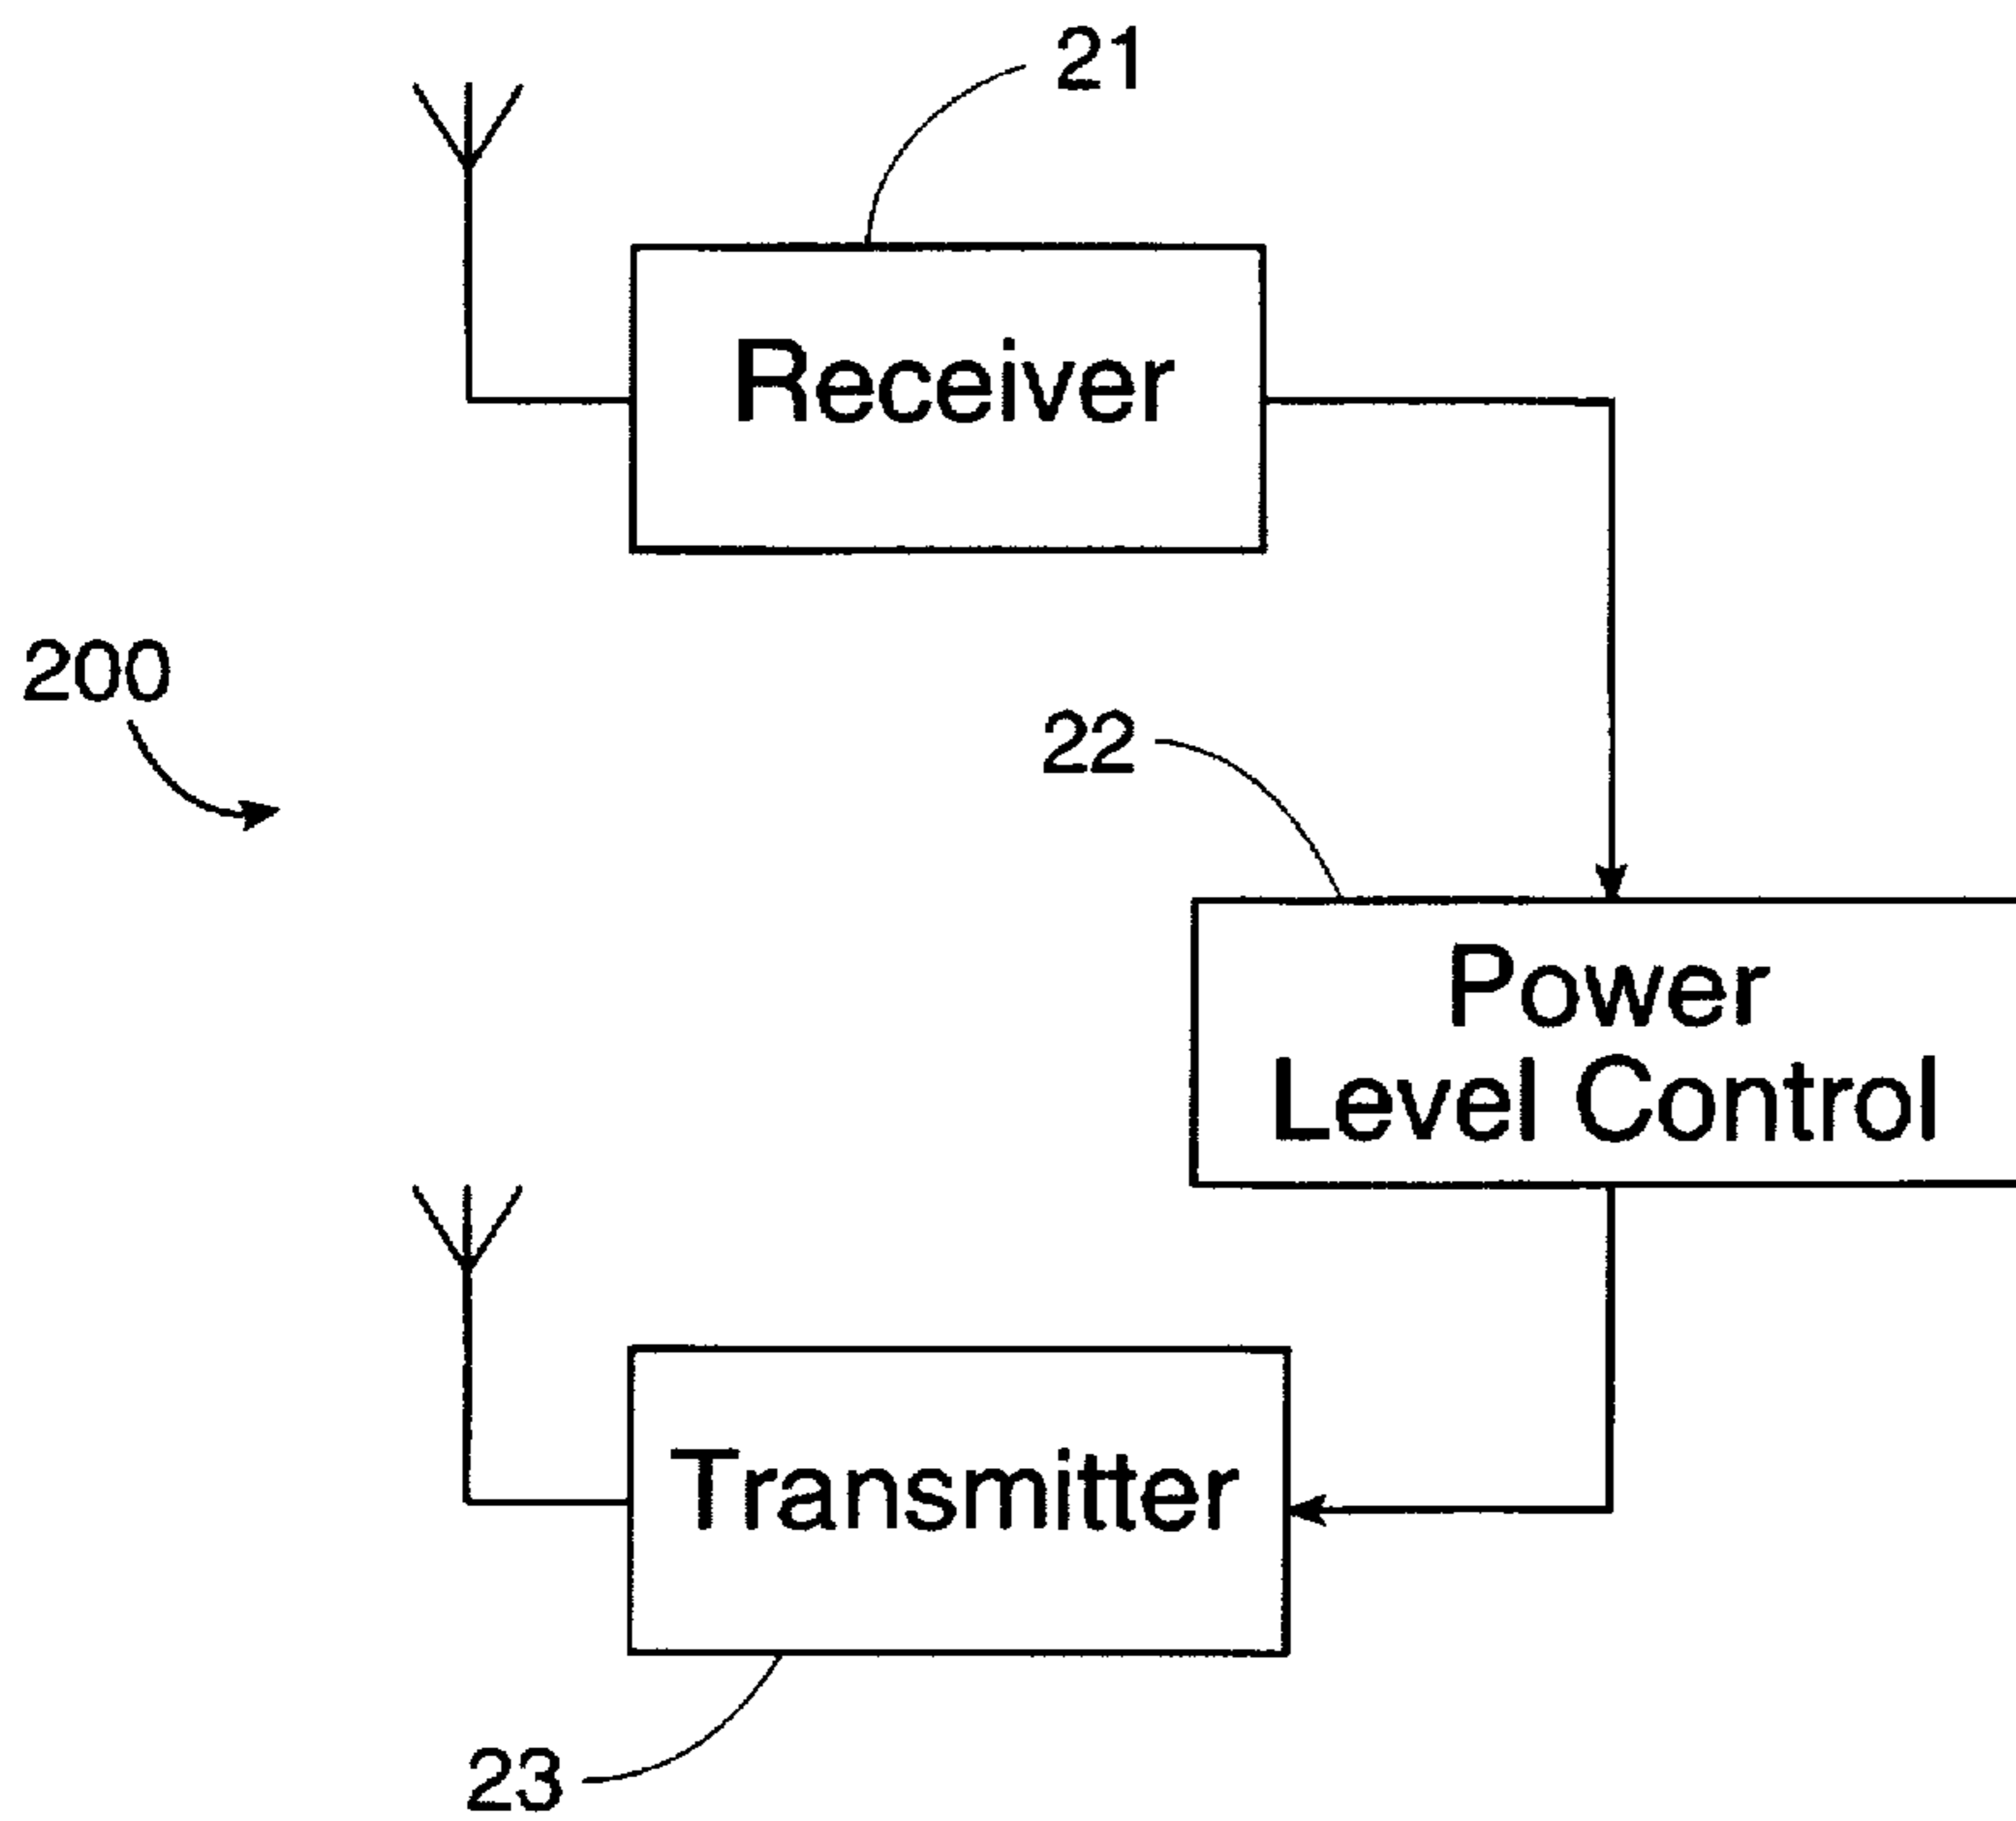 21
Receiver
200
22
Power
Level Control
Transmitter
23